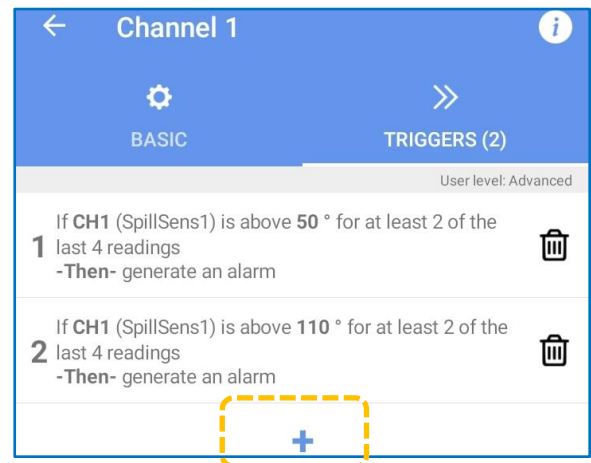 Channel 1
i
BASIC
TRIGGERS (2)
User level: Advanced
If CH1 (SpillSens1) is above 50 ° for at least 2 of the
1 last 4 readings
-Then- generate an alarm
If CH1 (SpillSens1) is above 110 ° for at least 2 of the
2 last 4 readings
-Then- generate an alarm
+